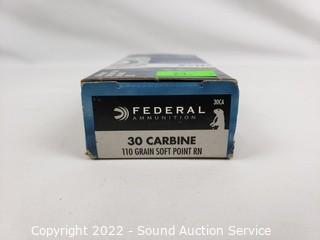 30CA
FEDERAL
AMMUNITION
30 CARBINE
110 GRAIN SOFT POINT RN
Copyright 2022 - Sound Auction Service